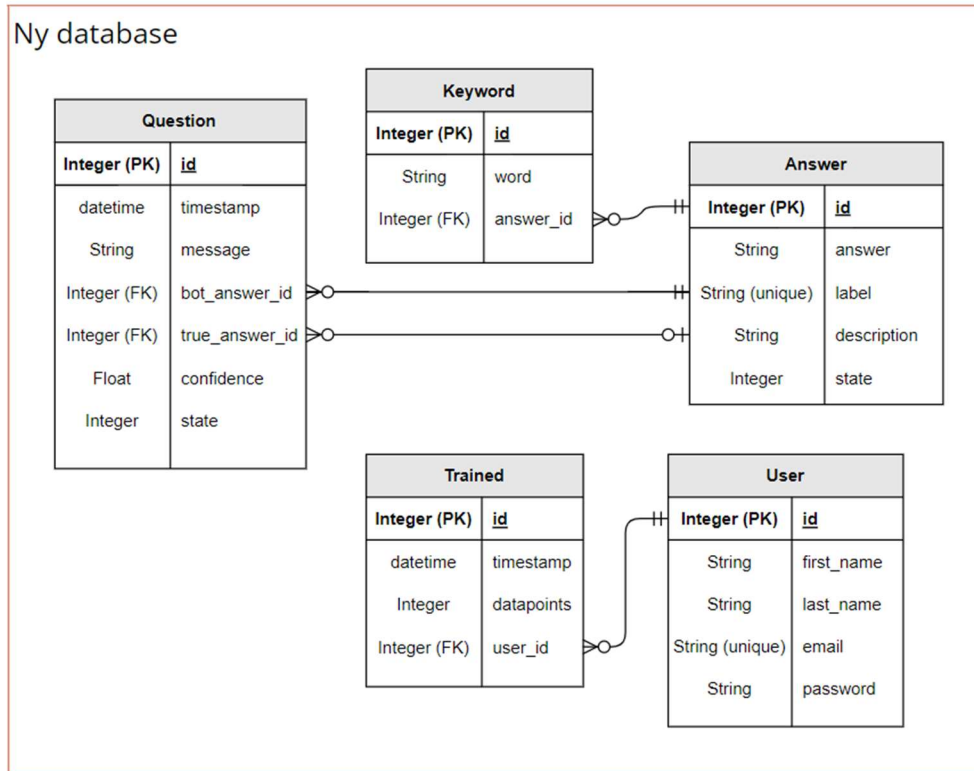 Ny database
Question
Integer (PK) id
datetime timestamp
String message
Integer (FK) bot_answer_id
Integer (FK) true_answer_id
Float confidence
Integer state
Keyword
Integer (PK) id
String word
Integer (FK) answer_id
Answer
Integer (PK) id
String answer
String (unique) label
String description
Integer state
Trained
Integer (PK) id
datetime timestamp
Integer datapoints
Integer (FK) user_id
User
Integer (PK) id
String first_name
String last_name
String (unique) email
String password